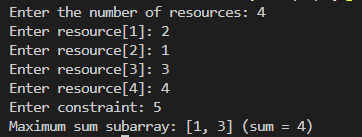 Enter the number of resources: 4
Enter resource[1]: 2
Enter resource[2]: 1
Enter resource[3]: 3
Enter resource[4]: 4
Enter constraint: 5
Maximum sum subarray: [1, 3] (sum = 4)